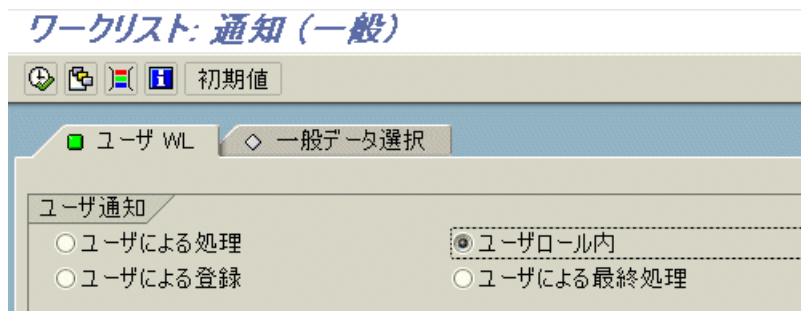 ワークリスト: 通知 (一般)
初期値
ユーザ WL 一般データ選択
ユーザ通知
ユーザによる処理 ユーザロール内
ユーザによる登録 ユーザによる最終処理